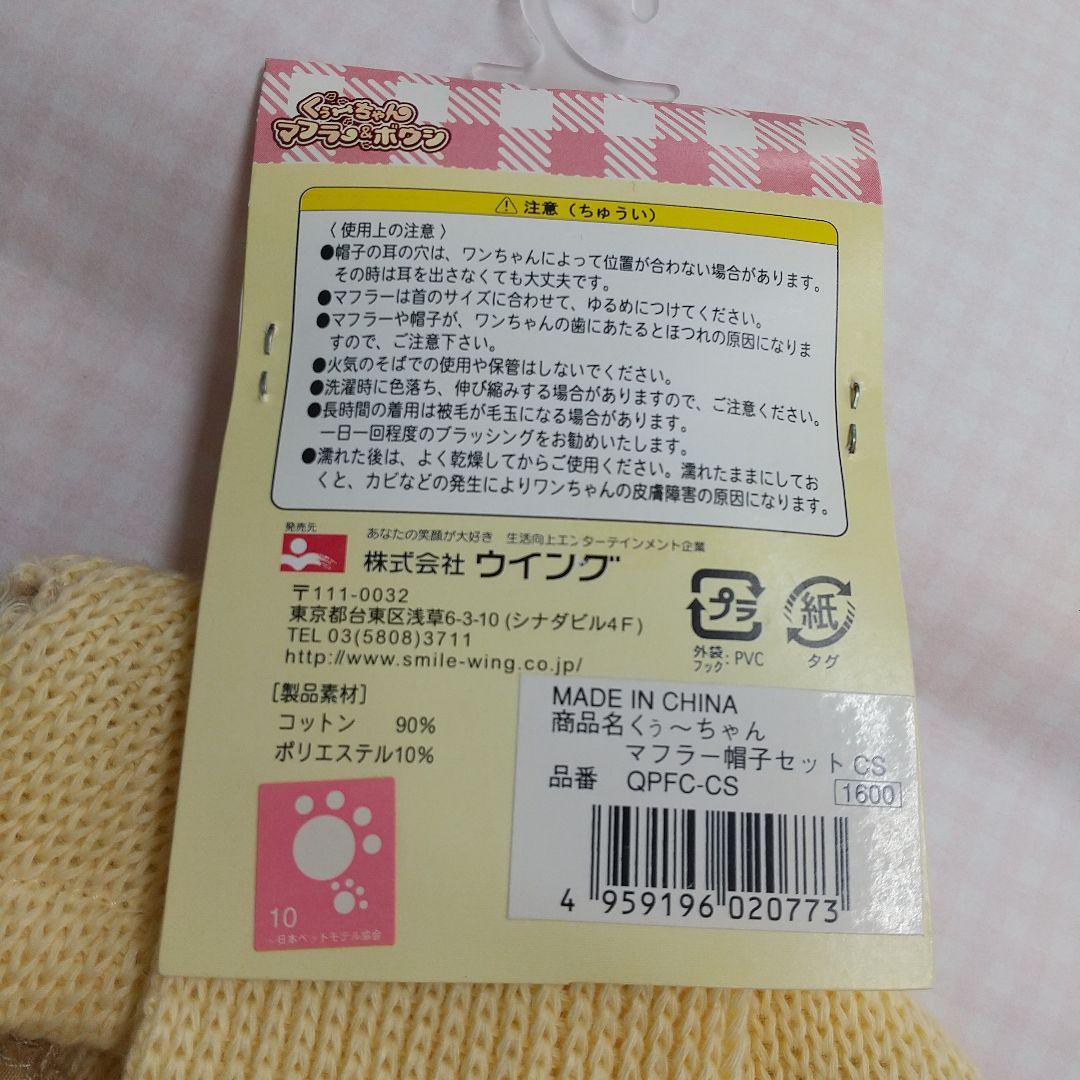 くぅーちゃん
マフラー&ボウシ
注意(ちゅうい)
〈使用上の注意〉
●帽子の耳の穴は、ワンちゃんによって位置が合わない場合があります。
その時は耳を出さなくても大丈夫です。
●マフラーは首のサイズに合わせて、ゆるめにつけてください。
●マフラーや帽子が、ワンちゃんの歯にあたるとほつれの原因になりま
すので、ご注意下さい。
●火気のそばでの使用や保管はしないでください。
●洗濯時に色落ち、伸び縮みする場合がありますので、ご注意ください。
●長時間の着用は被毛が毛玉になる場合があります。
一日一回程度のブラッシングをお勧めいたします。
●濡れた後は、よく乾燥してからご使用ください。濡れたままにしてお
くと、カビなどの発生によりワンちゃんの皮膚障害の原因になります。
発売元
あなたの笑顔が大好き 生活向上エンターテインメント企業
株式会社 ウイング
〒111-0032
東京都台東区浅草6-3-10(シナダビル4F)
TEL 03(5808)3711
http://www.smile-wing.co.jp/
プラ
外袋:
フック:PVC
紙
タグ
[製品素材]
コットン 90%
ポリエステル10%
10
日本ペットモデル協会
MADE IN CHINA
商品名くぅ〜ちゃん
マフラー帽子セットCS
品番 QPFC-CS
1600
4 959196 020773